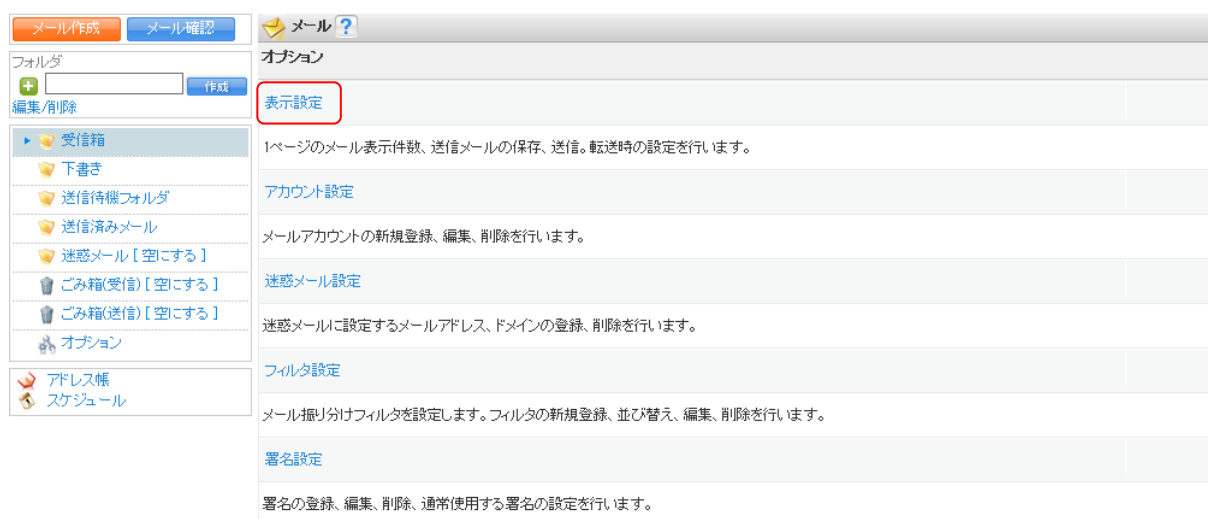 メール作成
メール確認
フォルダ
作成
編集/削除
受信箱
下書き
送信待機フォルダ
送信済みメール
迷惑メール [ 空にする ]
ごみ箱(受信) [ 空にする ]
ごみ箱(送信) [ 空にする ]
オプション
アドレス帳
スケジュール
メール ?
オプション
表示設定
1ページのメール表示件数、送信メールの保存、送信。転送時の設定を行います。
アカウント設定
メールアカウントの新規登録、編集、削除を行います。
迷惑メール設定
迷惑メールに設定するメールアドレス、ドメインの登録、削除を行います。
フィルタ設定
メール振り分けフィルタを設定します。フィルタの新規登録、並び替え、編集、削除を行います。
署名設定
署名の登録、編集、削除、通常使用する署名の設定を行います。